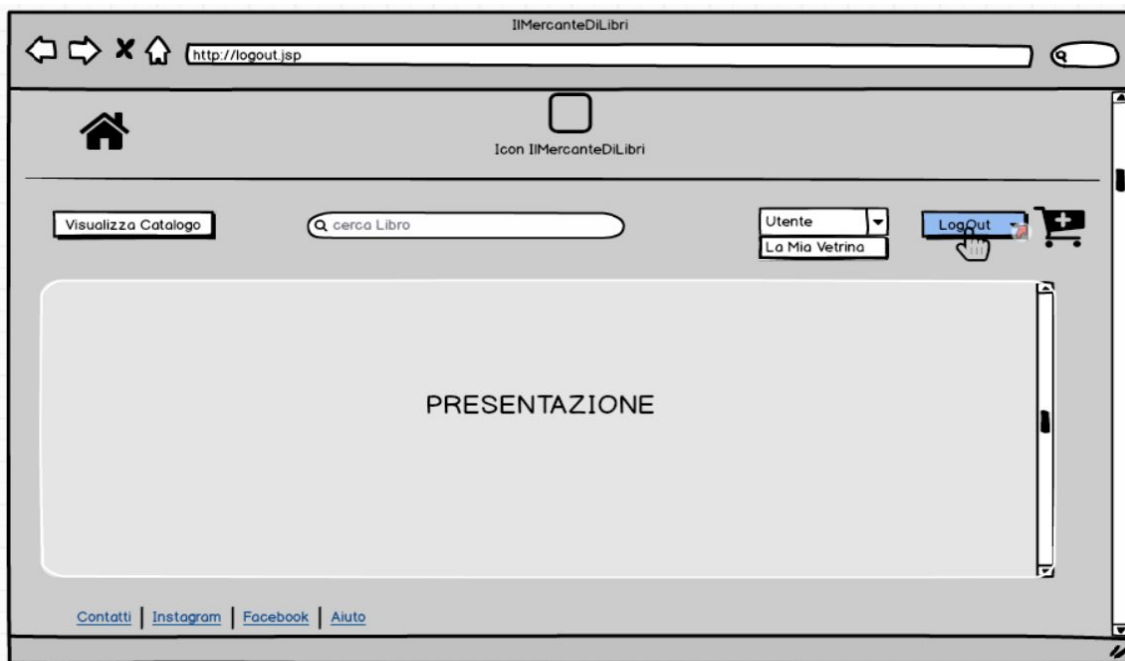 IlMercanteDiLibri
http://logout.jsp
Icon IlMercanteDiLibri
Visualizza Catalogo
cerca Libro
Utente
LogOut
La Mia Vetrina
PRESENTAZIONE
Contatti | Instagram | Facebook | Aiuto